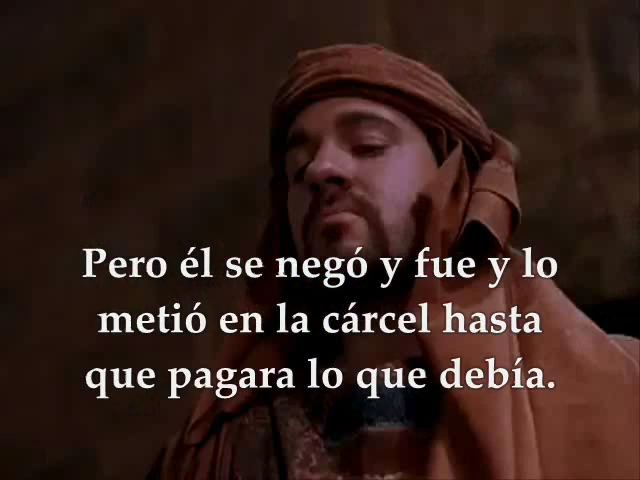 Pero él se negó y fue y lo
metió en la cárcel hasta
que pagara lo que debía.